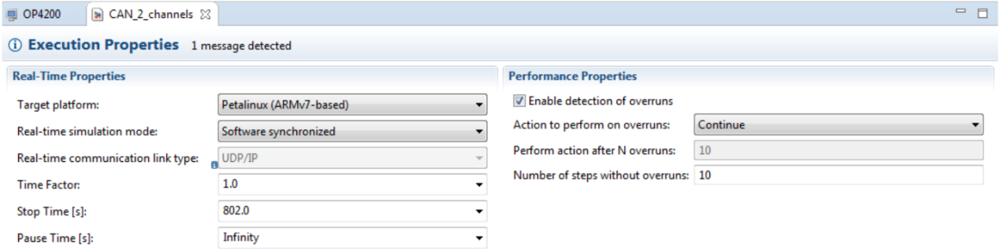 OP4200 CAN_2_channels
Execution Properties 1 message detected
Real-Time Properties
Target platform: Petalinux (ARMv7-based)
Real-time simulation mode: Software synchronized
Real-time communication link type: UDP/IP
Time Factor: 1.0
Stop Time [s]: 802.0
Pause Time [s]: Infinity
Performance Properties
Enable detection of overruns
Action to perform on overruns: Continue
Perform action after N overruns: 10
Number of steps without overruns: 10